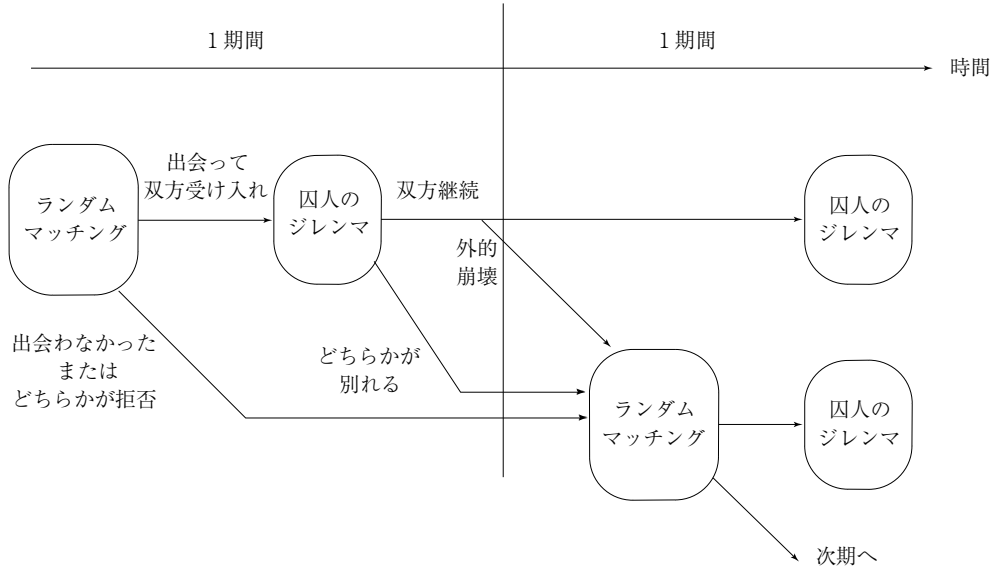 1 期間
1 期間
時間
出会って
双方受け入れ
ランダム
マッチング
囚人の
ジレンマ
双方継続
外的
崩壊
囚人の
ジレンマ
出会わなかった
または
どちらかが拒否
どちらかが
別れる
ランダム
マッチング
囚人の
ジレンマ
次期へ